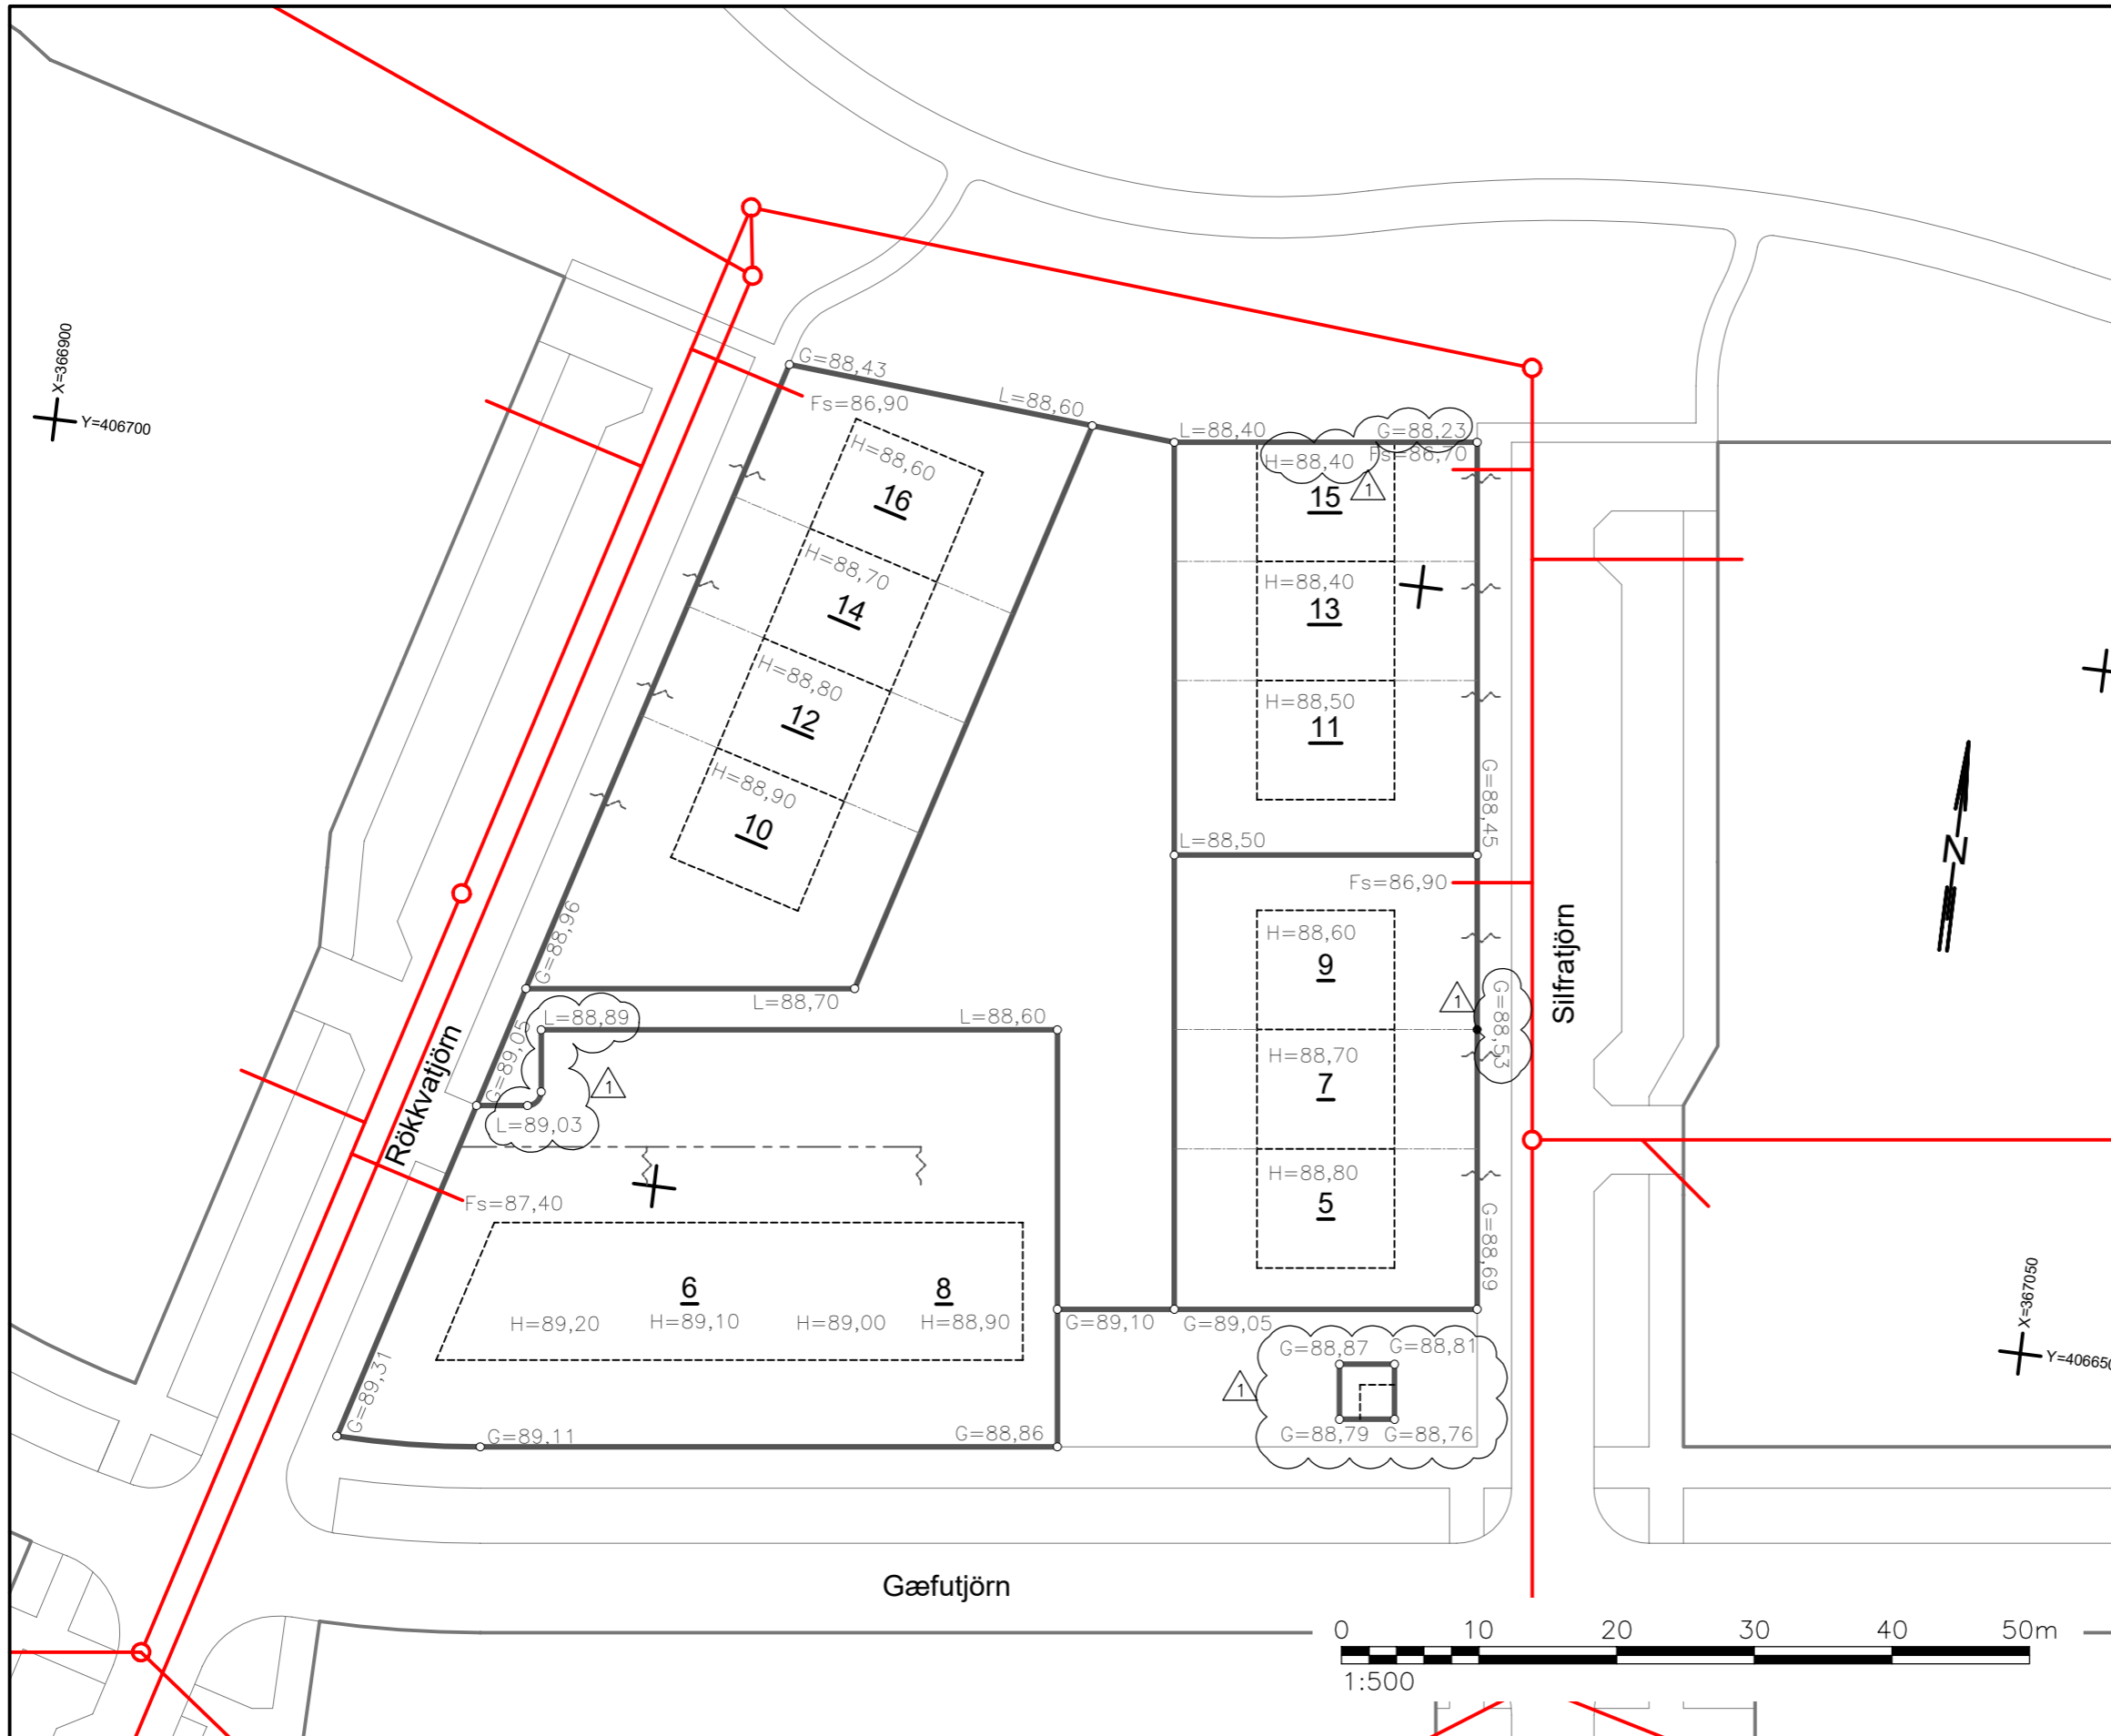 X=366900
Y=406700
G=88,43
L=88,60
Fs=86,90
L=88,40
G=88,23
H=88,40
Fs=86,70
1
15
H=88,60
16
H=88,70
14
H=88,80
12
H=88,90
10
H=88,40
13
H=88,50
11
G=88,45
L=88,50
Fs=86,90
H=88,60
9
1
G=88,53
H=88,70
7
H=88,80
5
G=88,69
Silfratjörn
N
G=88,96
L=88,70
L=88,89
L=88,60
G=89,05
1
L=89,03
Rökkvatjörn
Fs=87,40
6
8
H=89,20
H=89,10
H=89,00
H=88,90
G=89,10
G=89,05
G=88,87
G=88,81
1
G=88,79
G=88,76
G=89,31
G=89,11
G=88,86
X=367050
Y=406650
Gæfutjörn
0 10 20 30 40 50m
1:500